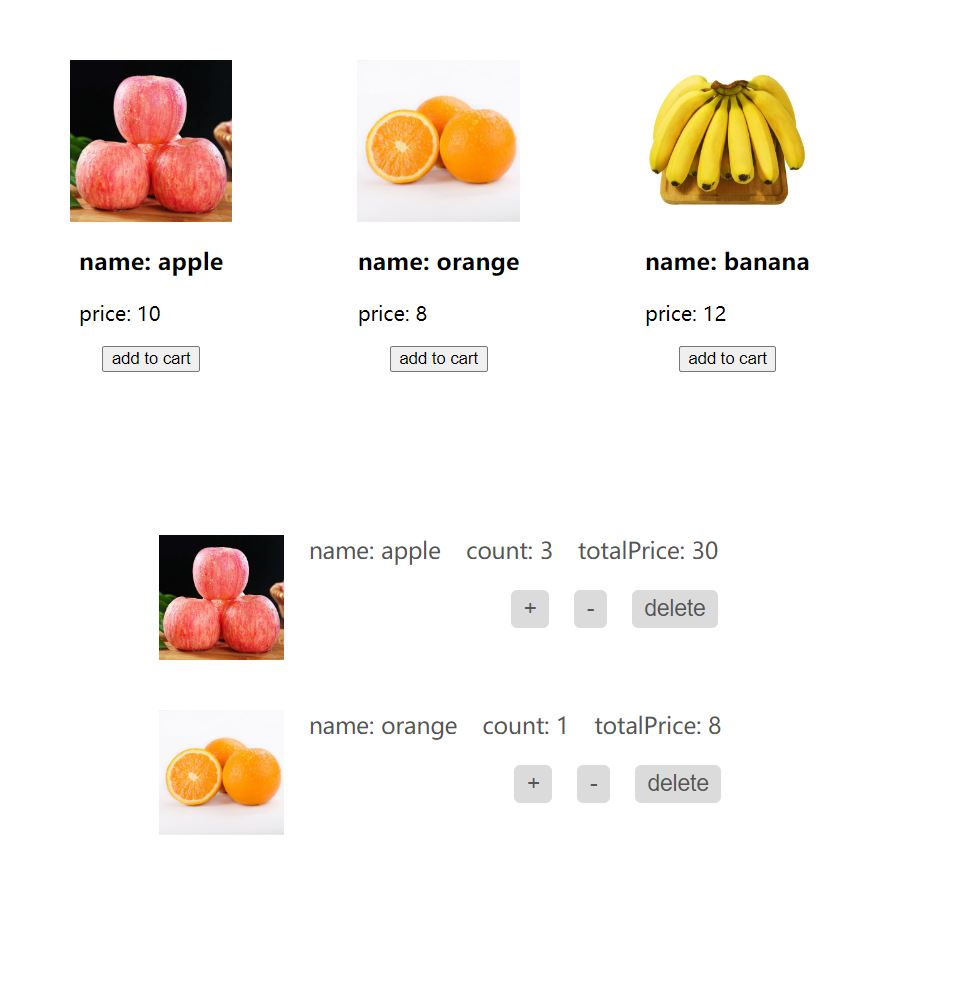 name: apple name: orange name: banana
price: 10 price: 8 price: 12
add to cart add to cart add to cart
name: apple count: 3 totalPrice: 30
+ - delete
name: orange count: 1 totalPrice: 8
+ - delete